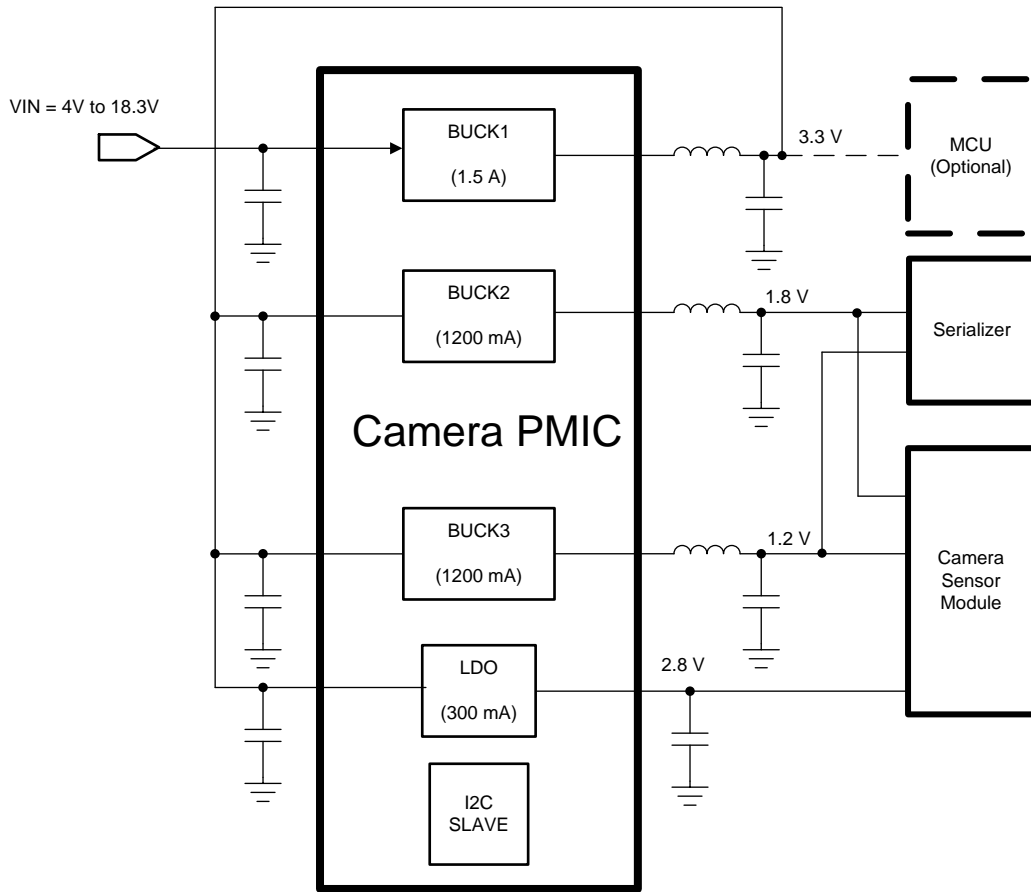 VIN = 4V to 18.3V
BUCK1
(1.5 A)
3.3 V
MCU
(Optional)
BUCK2
(1200 mA)
1.8 V
Serializer
Camera PMIC
BUCK3
(1200 mA)
1.2 V
Camera
Sensor
Module
LDO
(300 mA)
2.8 V
I2C
SLAVE